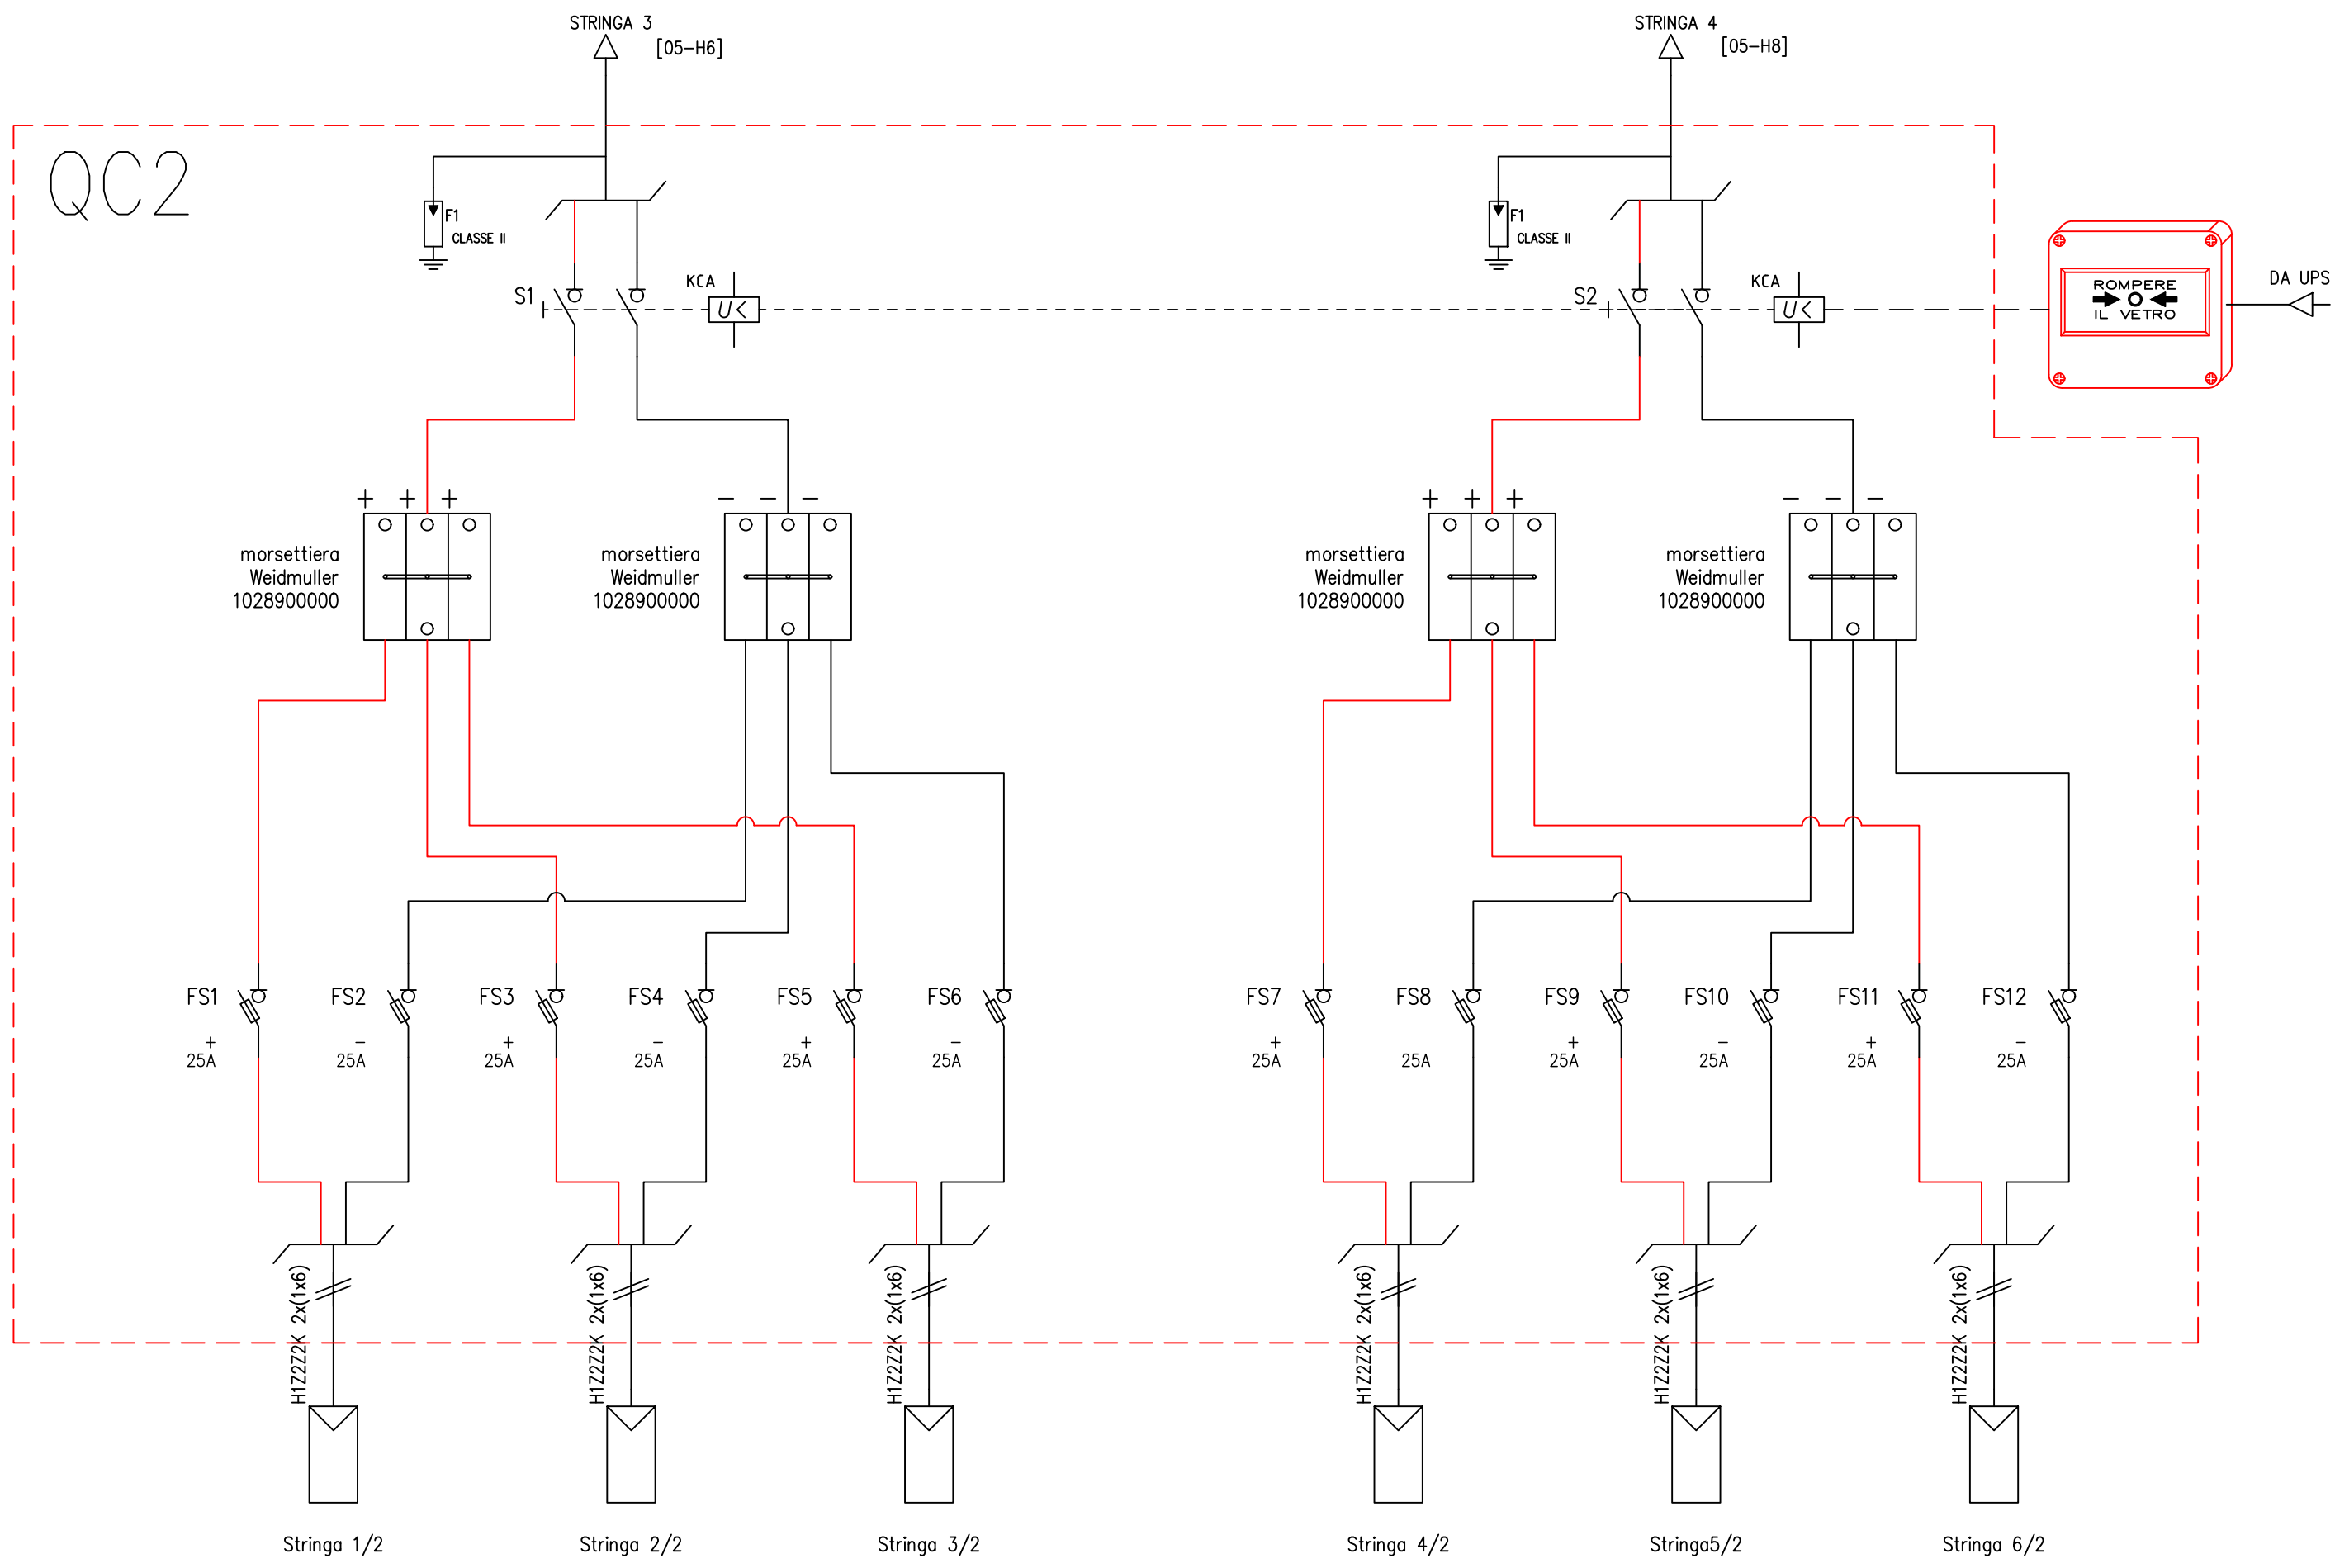 STRINGA 3
[05-H6]
STRINGA 4
[05-H8]
QC2
F1
CLASSE II
F1
CLASSE II
S1
KCA
U<
S2
KCA
U<
ROMPERE
IL VETRO
DA UPS
+ + +
- - -
+ + +
- - -
morsettiera
Weidmuller
1028900000
morsettiera
Weidmuller
1028900000
morsettiera
Weidmuller
1028900000
morsettiera
Weidmuller
1028900000
FS1
+
25A
FS2
-
25A
FS3
+
25A
FS4
-
25A
FS5
+
25A
FS6
-
25A
FS7
+
25A
FS8
25A
FS9
+
25A
FS10
-
25A
FS11
+
25A
FS12
-
25A
H1Z2Z2K 2x(1x6)
H1Z2Z2K 2x(1x6)
H1Z2Z2K 2x(1x6)
H1Z2Z2K 2x(1x6)
H1Z2Z2K 2x(1x6)
H1Z2Z2K 2x(1x6)
Stringa 1/2
Stringa 2/2
Stringa 3/2
Stringa 4/2
Stringa5/2
Stringa 6/2